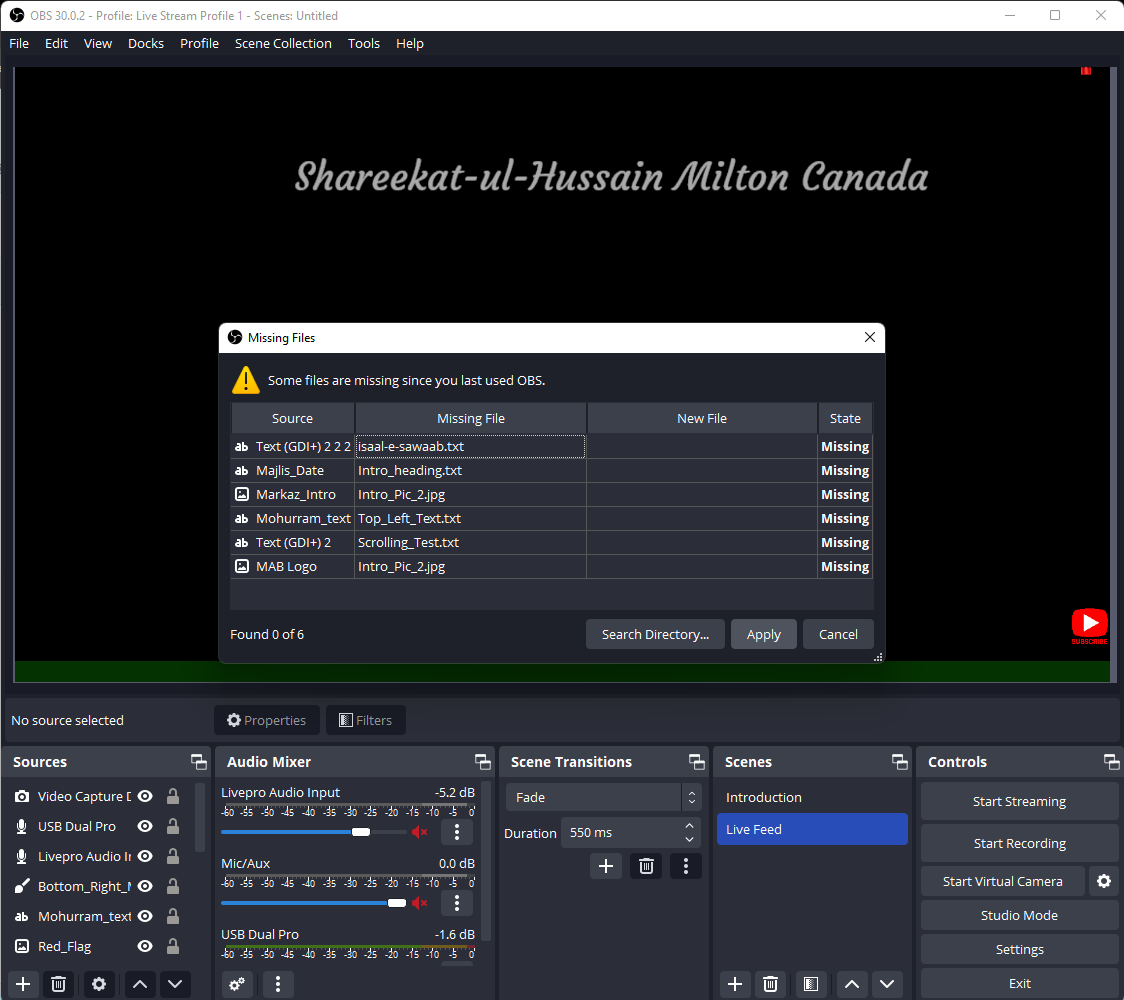 OBS 30.0.2 - Profile: Live Stream Profile 1 - Scenes: Untitled
File Edit View Docks Profile Scene Collection Tools Help
Shareekat-ul-Hussain Milton Canada
Missing Files
Some files are missing since you last used OBS.
Source Missing File New File State
ab Text (GDI+) 2 2 2 isaal-e-sawaab.txt Missing
ab Majlis_Date Intro_heading.txt Missing
Markaz_Intro Intro_Pic_2.jpg Missing
ab Mohurram_text Top_Left_Text.txt Missing
ab Text (GDI+) 2 Scrolling_Test.txt Missing
MAB Logo Intro_Pic_2.jpg Missing
Found 0 of 6 Search Directory... Apply Cancel
SUBSCRIBE
No source selected Properties Filters
Sources
Video Capture D
USB Dual Pro
Livepro Audio In
Bottom_Right_M
ab Mohurram_text
Red_Flag
Audio Mixer
Livepro Audio Input -5.2 dB
-60 -55 -50 -45 -40 -35 -30 -25 -20 -15 -10 -5 0
Mic/Aux 0.0 dB
-60 -55 -50 -45 -40 -35 -30 -25 -20 -15 -10 -5 0
USB Dual Pro -1.6 dB
-60 -55 -50 -45 -40 -35 -30 -25 -20 -15 -10 -5 0
Scene Transitions
Fade
Duration 550 ms
Scenes
Introduction
Live Feed
Controls
Start Streaming
Start Recording
Start Virtual Camera
Studio Mode
Settings
Exit